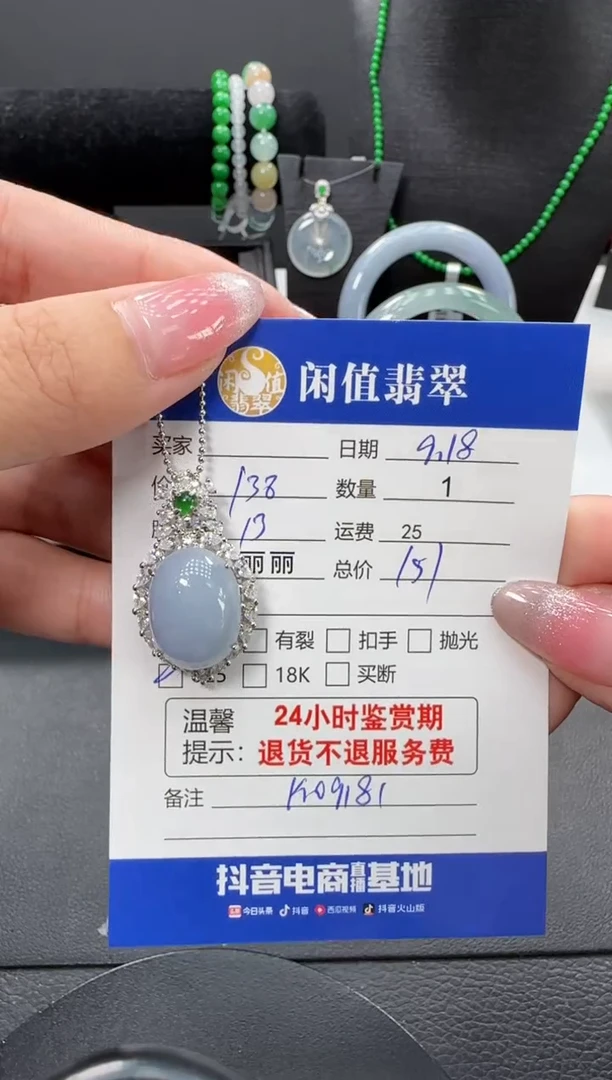 闲值翡翠
闲值翡翠
买家 日期 9.18
138 数量 1
13 运费 25
丽丽 总价 151
有裂 扣手 抛光
18K 买断
温馨 24小时鉴赏期
提示: 退货不退服务费
备注 K09181
抖音电商直播基地
今日头条 抖音 西瓜视频 抖音火山版